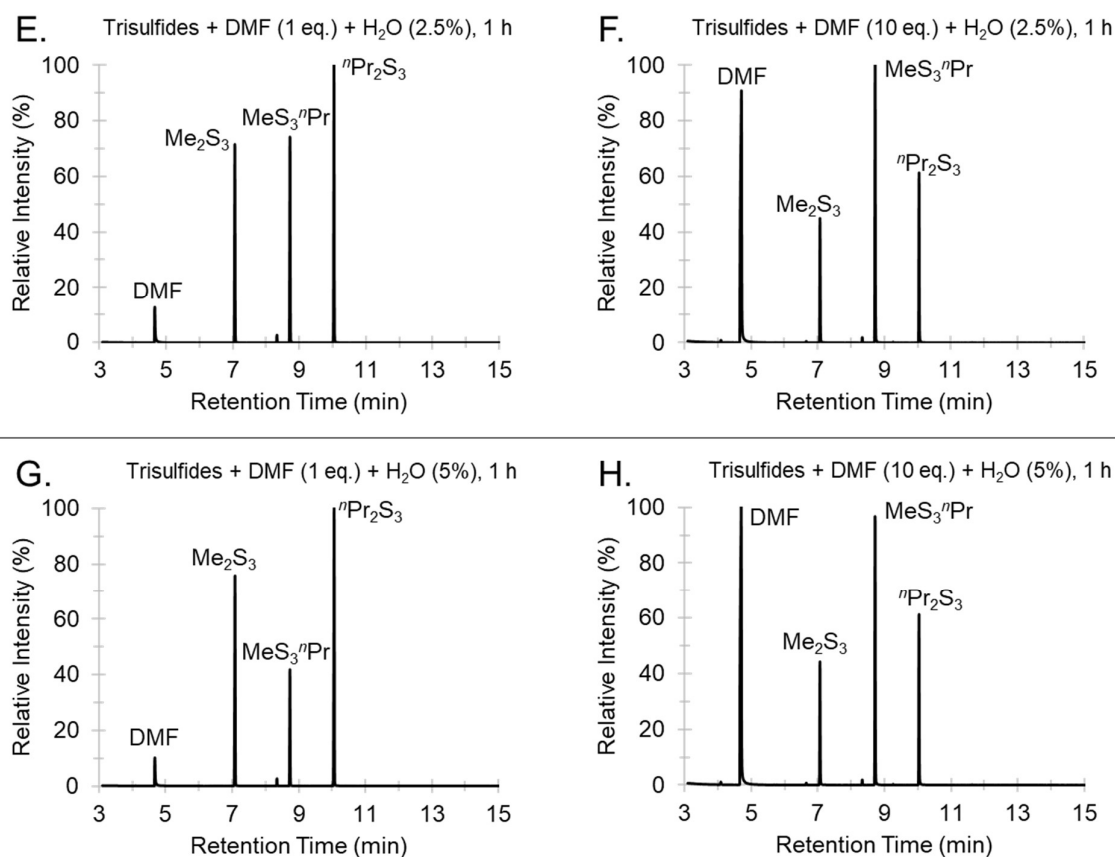 E. Trisulfides + DMF (1 eq.) + H₂O (2.5%), 1 h
Relative Intensity (%)
100
80
60
40
20
0
DMF
Me₂S₃
MeS₃ⁿPr
ⁿPr₂S₃
3 5 7 9 11 13 15
Retention Time (min)
F. Trisulfides + DMF (10 eq.) + H₂O (2.5%), 1 h
Relative Intensity (%)
100
80
60
40
20
0
DMF
Me₂S₃
MeS₃ⁿPr
ⁿPr₂S₃
3 5 7 9 11 13 15
Retention Time (min)
G. Trisulfides + DMF (1 eq.) + H₂O (5%), 1 h
Relative Intensity (%)
100
80
60
40
20
0
DMF
Me₂S₃
MeS₃ⁿPr
ⁿPr₂S₃
3 5 7 9 11 13 15
Retention Time (min)
H. Trisulfides + DMF (10 eq.) + H₂O (5%), 1 h
Relative Intensity (%)
100
80
60
40
20
0
DMF
Me₂S₃
MeS₃ⁿPr
ⁿPr₂S₃
3 5 7 9 11 13 15
Retention Time (min)